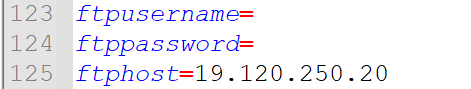 123 ftpusername=
124 ftppassword=
125 ftphost=19.120.250.20